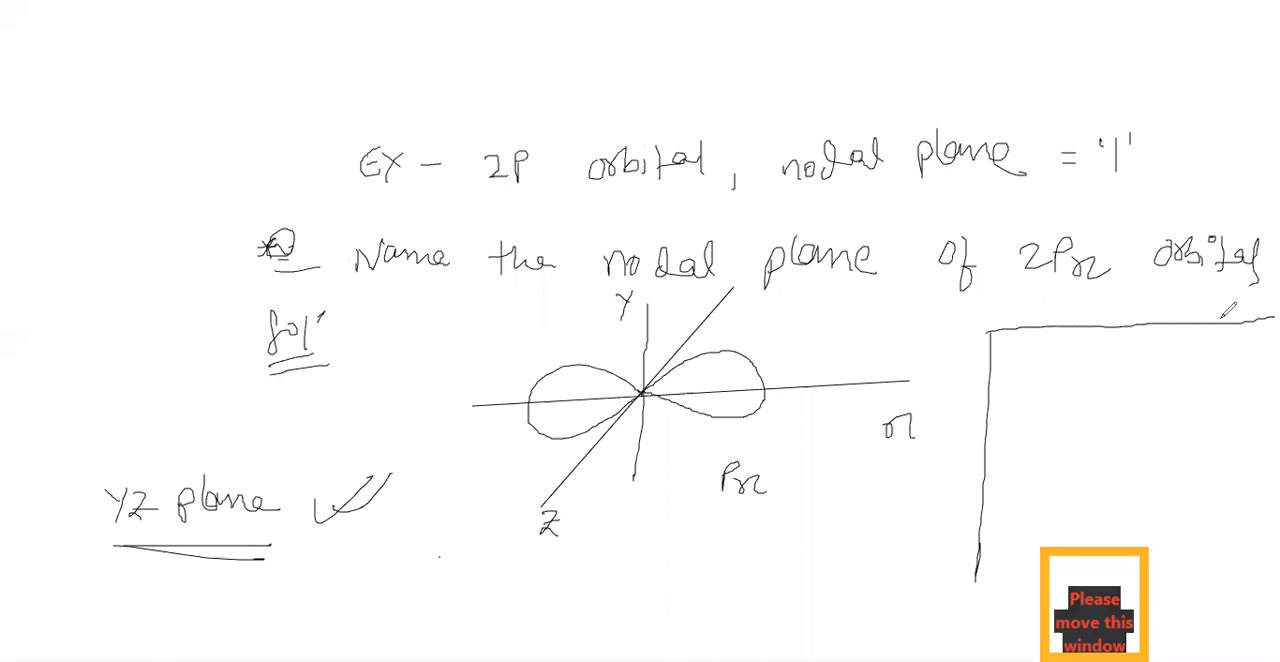 EX - 2P orbital, nodal plane = '1'
Q Name the nodal plane of 2Px orbital
Sol'
Y
x
Px
Z
YZ plane
Please
move this
window